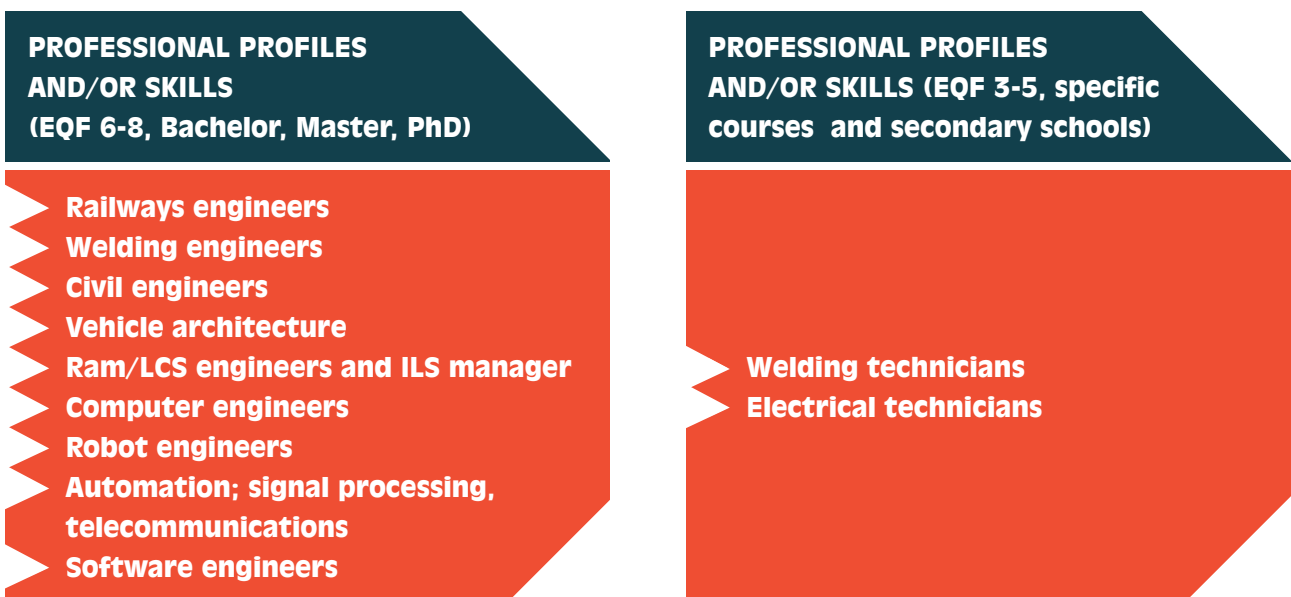 PROFESSIONAL PROFILES
AND/OR SKILLS
(EQF 6-8, Bachelor, Master, PhD)
Railways engineers
Welding engineers
Civil engineers
Vehicle architecture
Ram/LCS engineers and ILS manager
Computer engineers
Robot engineers
Automation; signal processing,
telecommunications
Software engineers
PROFESSIONAL PROFILES
AND/OR SKILLS (EQF 3-5, specific
courses and secondary schools)
Welding technicians
Electrical technicians